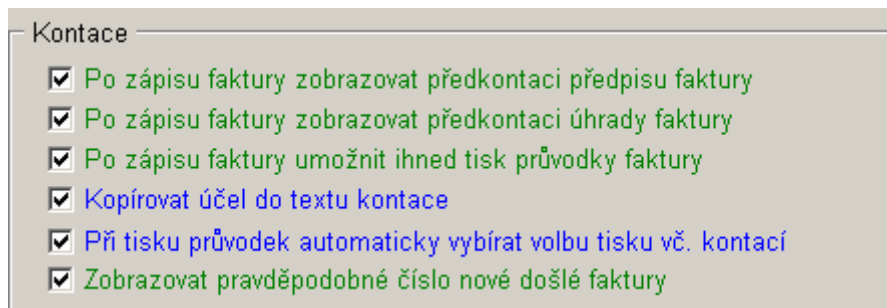 Kontace
Po zápisu faktury zobrazovat předkontaci předpisu faktury
Po zápisu faktury zobrazovat předkontaci úhrady faktury
Po zápisu faktury umožnit ihned tisk průvodky faktury
Kopírovat účel do textu kontace
Při tisku průvodek automaticky vybírat volbu tisku vč. kontací
Zobrazovat pravděpodobné číslo nové došlé faktury